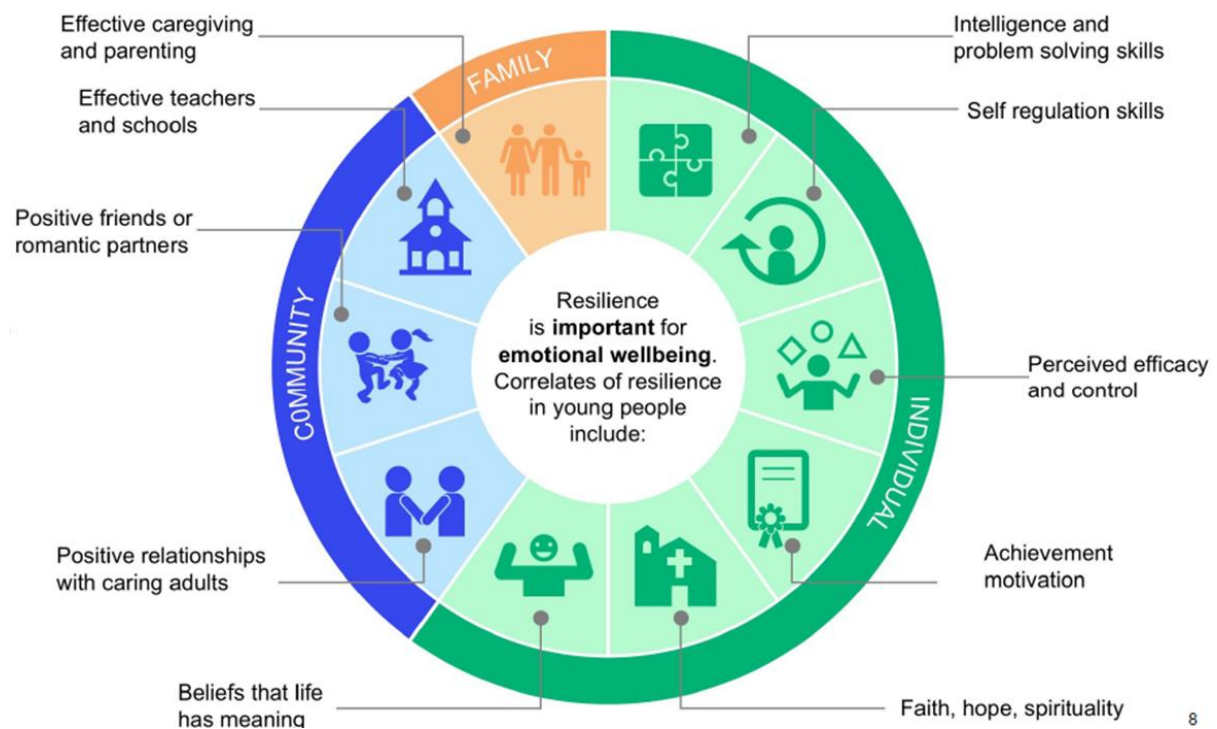 Effective caregiving
and parenting
Effective teachers
and schools
Positive friends or
romantic partners
Positive relationships
with caring adults
Beliefs that life
has meaning
FAMILY
COMMUNITY
INDIVIDUAL
Resilience
is important for
emotional wellbeing.
Correlates of resilience
in young people
include:
Intelligence and
problem solving skills
Self regulation skills
Perceived efficacy
and control
Achievement
motivation
Faith, hope, spirituality
8